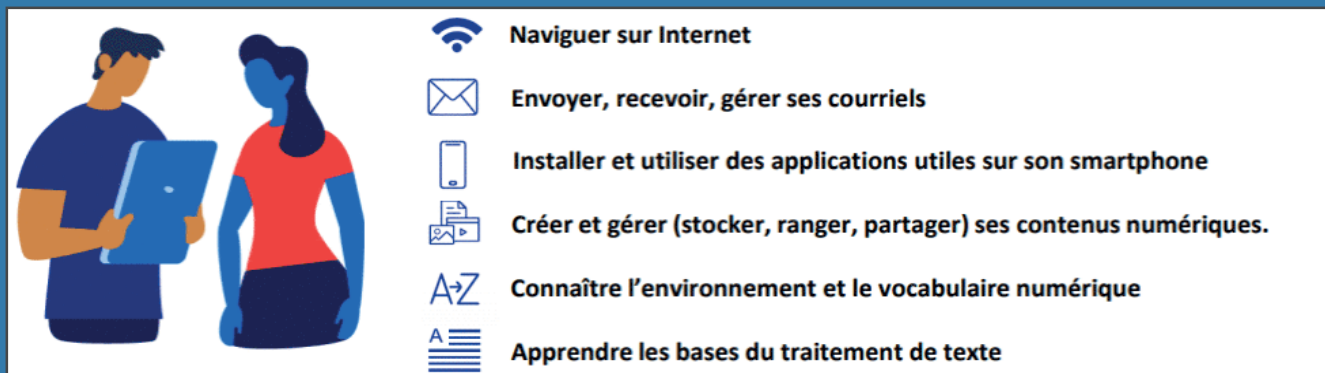 Naviguer sur Internet
Envoyer, recevoir, gérer ses courriels
Installer et utiliser des applications utiles sur son smartphone
Créer et gérer (stocker, ranger, partager) ses contenus numériques.
A→Z Connaître l’environnement et le vocabulaire numérique
A Apprendre les bases du traitement de texte